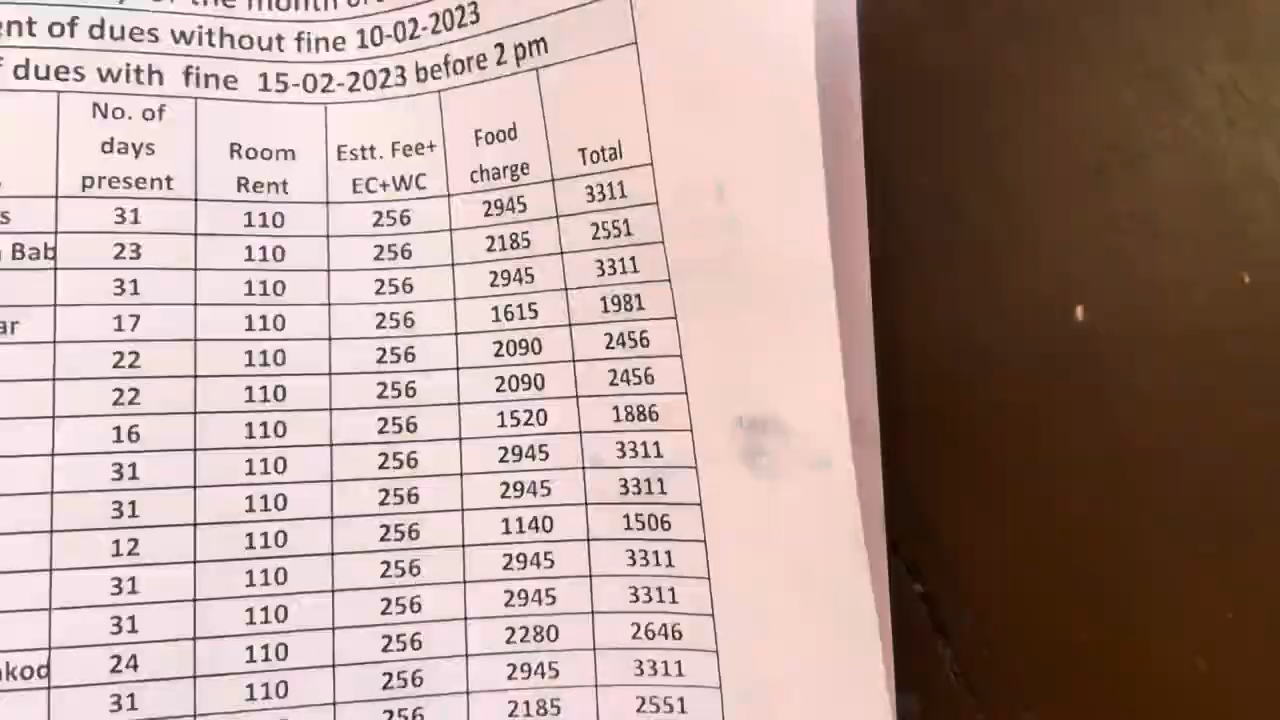 ent of dues without fine 10-02-2023
dues with fine 15-02-2023 before 2 pm
No. of days present Room Rent Estt. Fee+ EC+WC Food charge Total
s 31 110 256 2945 3311
Bab 23 110 256 2185 2551
31 110 256 2945 3311
ar 17 110 256 1615 1981
22 110 256 2090 2456
22 110 256 2090 2456
16 110 256 1520 1886
31 110 256 2945 3311
31 110 256 2945 3311
12 110 256 1140 1506
31 110 256 2945 3311
31 110 256 2945 3311
akod 24 110 256 2280 2646
31 110 256 2945 3311
256 2185 2551